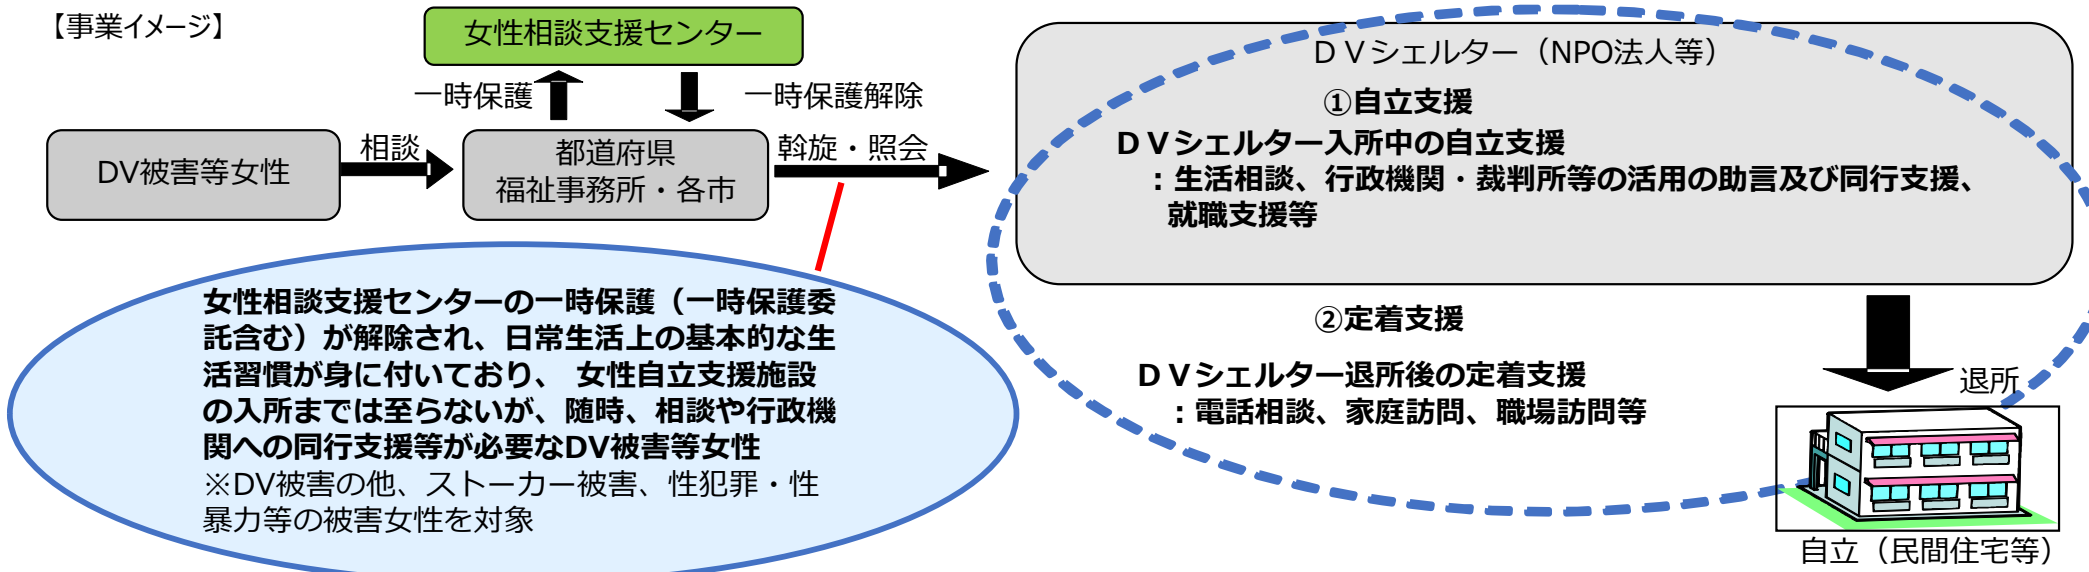 【事業イメージ】
女性相談支援センター
一時保護
一時保護解除
DV被害等女性
相談
都道府県
福祉事務所・各市
斡旋・照会
ＤＶシェルター（NPO法人等）
①自立支援
ＤＶシェルター入所中の自立支援
：生活相談、行政機関・裁判所等の活用の助言及び同行支援、
就職支援等
女性相談支援センターの一時保護（一時保護委
託含む）が解除され、日常生活上の基本的な生
活習慣が身に付いており、 女性自立支援施設
の入所までは至らないが、随時、相談や行政機
関への同行支援等が必要なDV被害等女性
※DV被害の他、ストーカー被害、性犯罪・性
暴力等の被害女性を対象
②定着支援
ＤＶシェルター退所後の定着支援
：電話相談、家庭訪問、職場訪問等
退所
自立（民間住宅等）